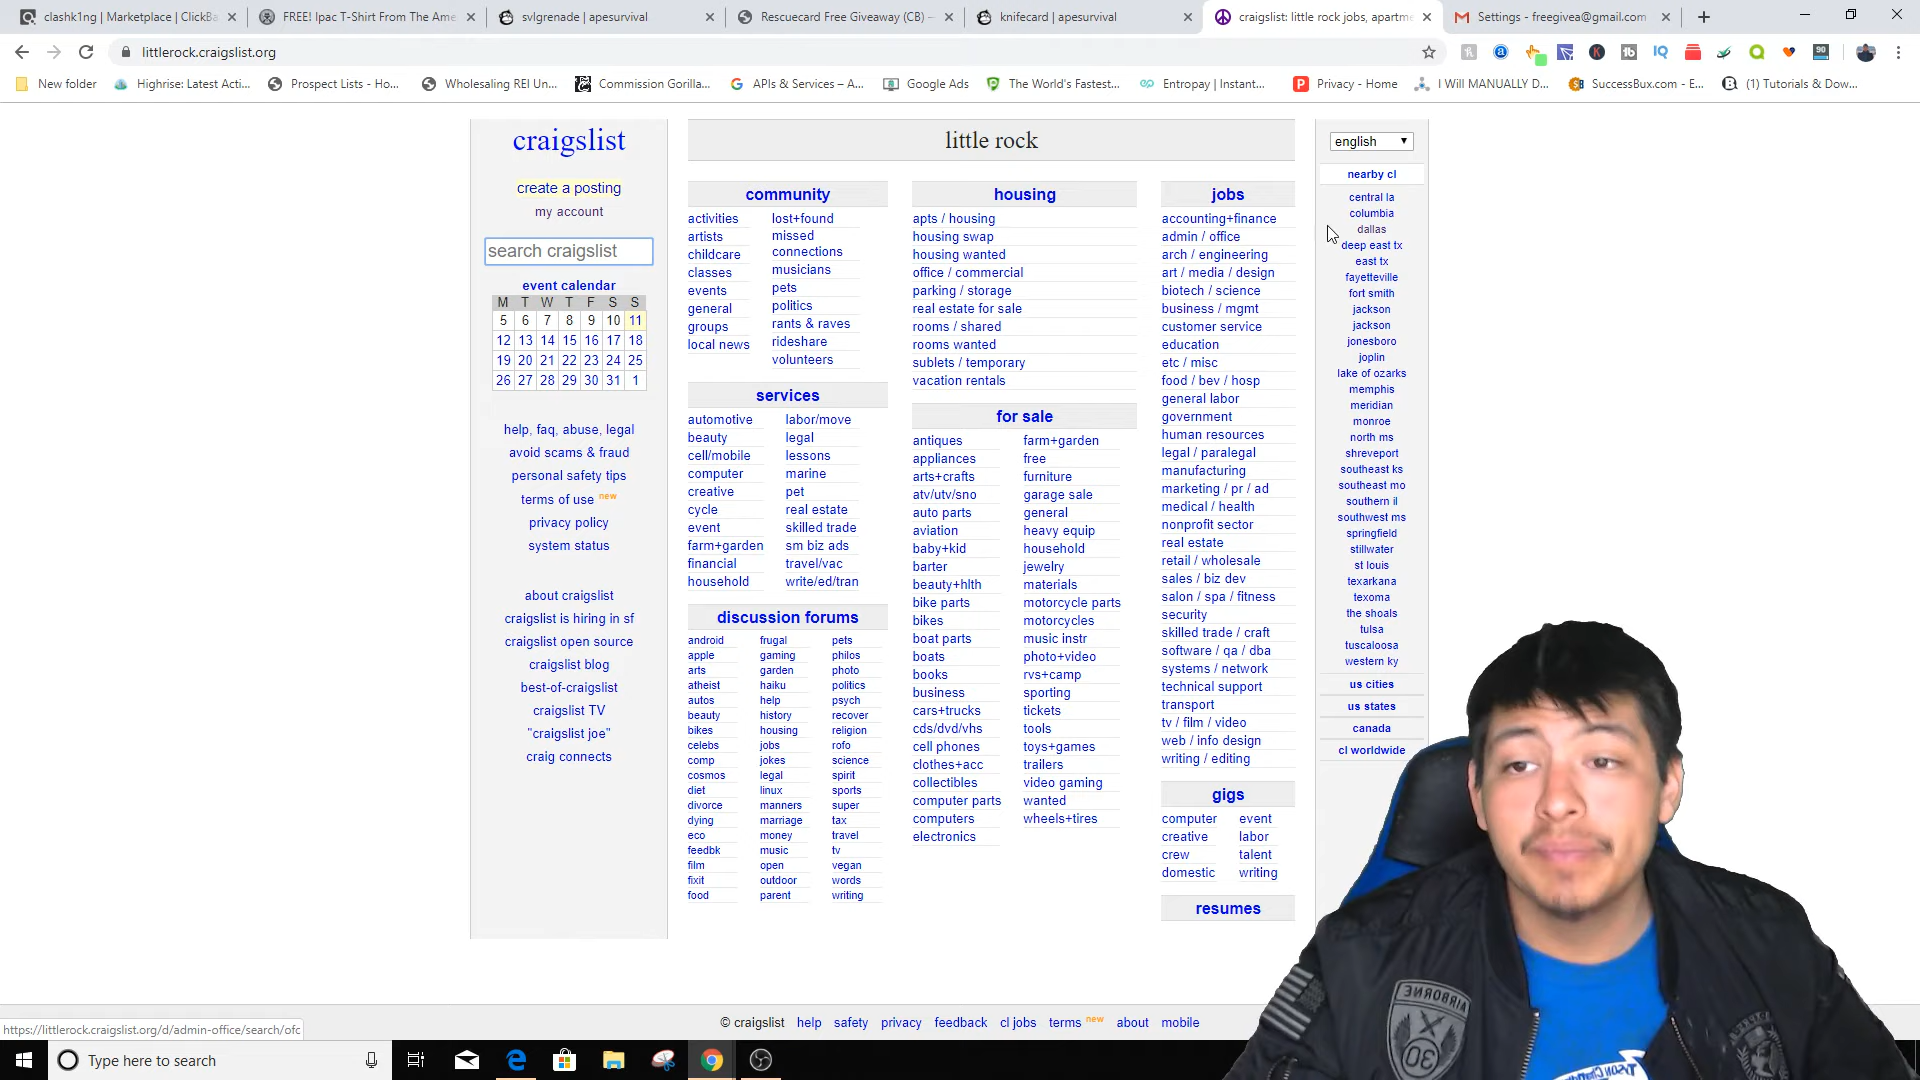 clashk1ng | Marketplace | ClickBa
FREE! Ipac T-Shirt From The Ame
svlgrenade | apesurvival
Rescuecard Free Giveaway (CB) –
knifecard | apesurvival
craigslist: little rock jobs, apartme
Settings - freegivea@gmail.com
littlerock.craigslist.org
New folder
Highrise: Latest Acti...
Prospect Lists - Ho...
Wholesaling REI Un...
Commission Gorilla...
APIs & Services – A...
Google Ads
The World's Fastest...
Entropay | Instant...
Privacy - Home
I Will MANUALLY D...
SuccessBux.com - E...
(1) Tutorials & Dow...
craigslist
create a posting
my account
search craigslist
event calendar
M T W T F S S
5 6 7 8 9 10 11
12 13 14 15 16 17 18
19 20 21 22 23 24 25
26 27 28 29 30 31 1
help, faq, abuse, legal
avoid scams & fraud
personal safety tips
terms of use new
privacy policy
system status
about craigslist
craigslist is hiring in sf
craigslist open source
craigslist blog
best-of-craigslist
craigslist TV
"craigslist joe"
craig connects
little rock
community
activities
artists
childcare
classes
events
general
groups
local news
lost+found
missed
connections
musicians
pets
politics
rants & raves
rideshare
volunteers
services
automotive
beauty
cell/mobile
computer
creative
cycle
event
farm+garden
financial
household
labor/move
legal
lessons
marine
pet
real estate
skilled trade
sm biz ads
travel/vac
write/ed/tran
discussion forums
android
apple
arts
atheist
autos
beauty
bikes
celebs
comp
cosmos
diet
divorce
dying
eco
feedbk
film
fixit
food
frugal
gaming
garden
haiku
help
history
housing
jobs
jokes
legal
linux
manners
marriage
money
music
open
outdoor
parent
pets
philos
photo
politics
psych
recover
religion
rofo
science
spirit
sports
super
tax
travel
tv
vegan
words
writing
housing
apts / housing
housing swap
housing wanted
office / commercial
parking / storage
real estate for sale
rooms / shared
rooms wanted
sublets / temporary
vacation rentals
for sale
antiques
appliances
arts+crafts
atv/utv/sno
auto parts
aviation
baby+kid
barter
beauty+hlth
bike parts
bikes
boat parts
boats
books
business
cars+trucks
cds/dvd/vhs
cell phones
clothes+acc
collectibles
computer parts
computers
electronics
farm+garden
free
furniture
garage sale
general
heavy equip
household
jewelry
materials
motorcycle parts
motorcycles
music instr
photo+video
rvs+camp
sporting
tickets
tools
toys+games
trailers
video gaming
wanted
wheels+tires
jobs
accounting+finance
admin / office
arch / engineering
art / media / design
biotech / science
business / mgmt
customer service
education
etc / misc
food / bev / hosp
general labor
government
human resources
legal / paralegal
manufacturing
marketing / pr / ad
medical / health
nonprofit sector
real estate
retail / wholesale
sales / biz dev
salon / spa / fitness
security
skilled trade / craft
software / qa / dba
systems / network
technical support
transport
tv / film / video
web / info design
writing / editing
gigs
computer
creative
crew
domestic
event
labor
talent
writing
resumes
english
nearby cl
central la
columbia
dallas
deep east tx
east tx
fayetteville
fort smith
jackson
jackson
jonesboro
joplin
lake of ozarks
memphis
meridian
monroe
north ms
shreveport
southeast ks
southeast mo
southern il
southwest ms
springfield
stillwater
st louis
texarkana
texoma
the shoals
tulsa
tuscaloosa
western ky
us cities
us states
canada
cl worldwide
AIRBORNE
30
© craigslist help safety privacy feedback cl jobs terms new about mobile
https://littlerock.craigslist.org/d/admin-office/search/ofc
Type here to search